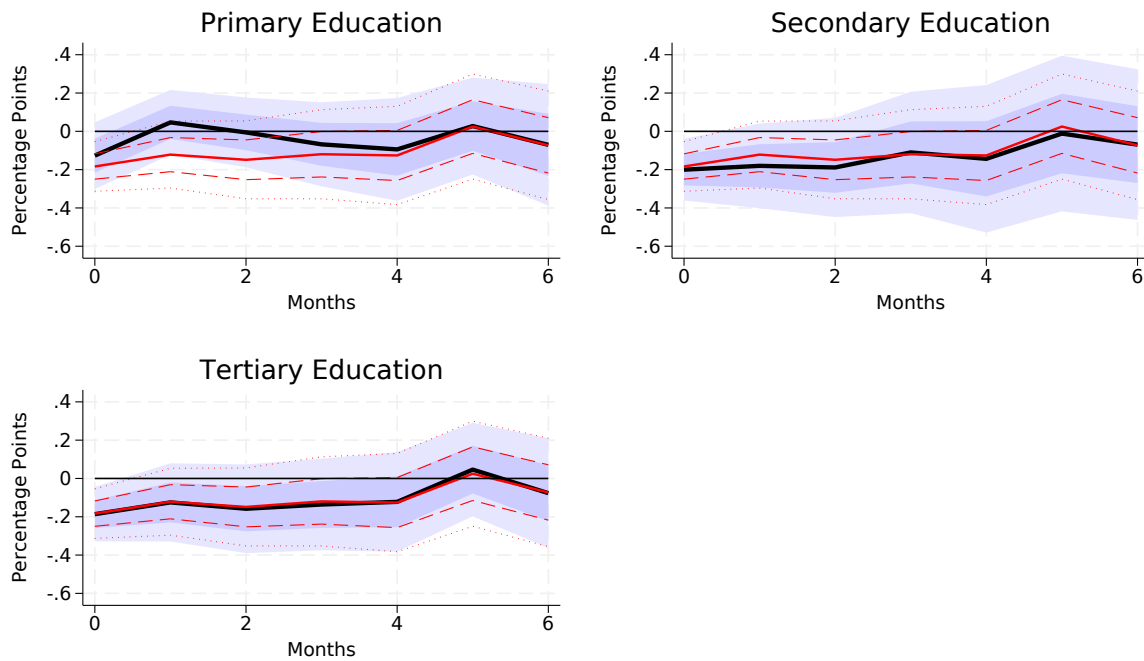 Primary Education
Percentage Points
.4
.2
0
-.2
-.4
-.6
0 2 4 6
Months
Secondary Education
Percentage Points
.4
.2
0
-.2
-.4
-.6
0 2 4 6
Months
Tertiary Education
Percentage Points
.4
.2
0
-.2
-.4
-.6
0 2 4 6
Months